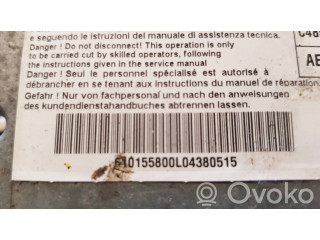 e seguendo le istruzioni del manuale di assistenza tecnica.
Danger ! Do not disconnect! This operation is only
to be carried out by skilled operators, following
the instructions given in the service manual
Danger ! Seul le personnel spécialisé est autorisé à
débrancher en se tenant aux instructions du manuel de réparation.
Gefahr ! Nur von fachpersonal und nach den anweisungen
des kundendienstahandbuches abtrennen lassen.
610155800L04380515
C48
AE
Ovoko